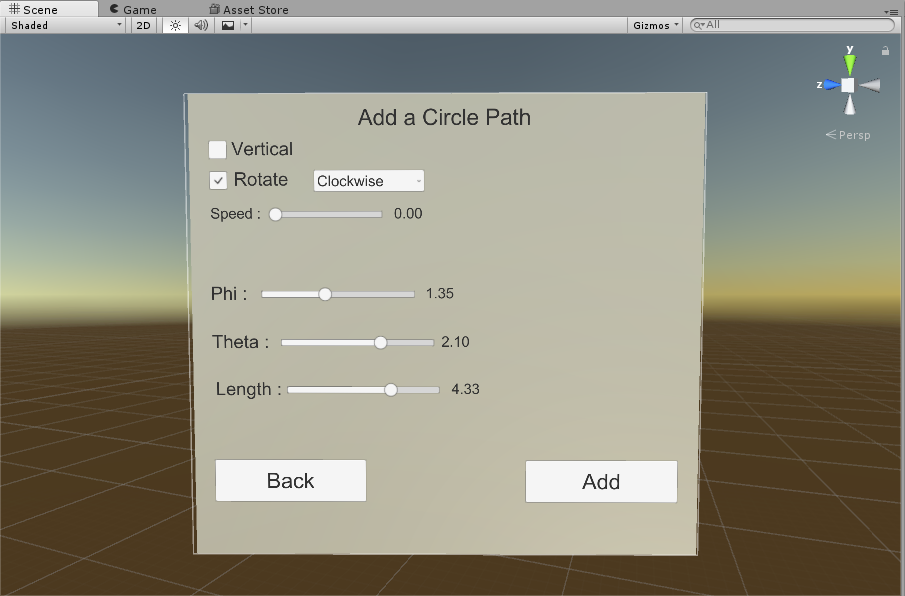 Scene Game Asset Store
Shaded 2D Gizmos All
y
z
Persp
Add a Circle Path
Vertical
Rotate Clockwise
Speed : 0.00
Phi : 1.35
Theta : 2.10
Length : 4.33
Back Add